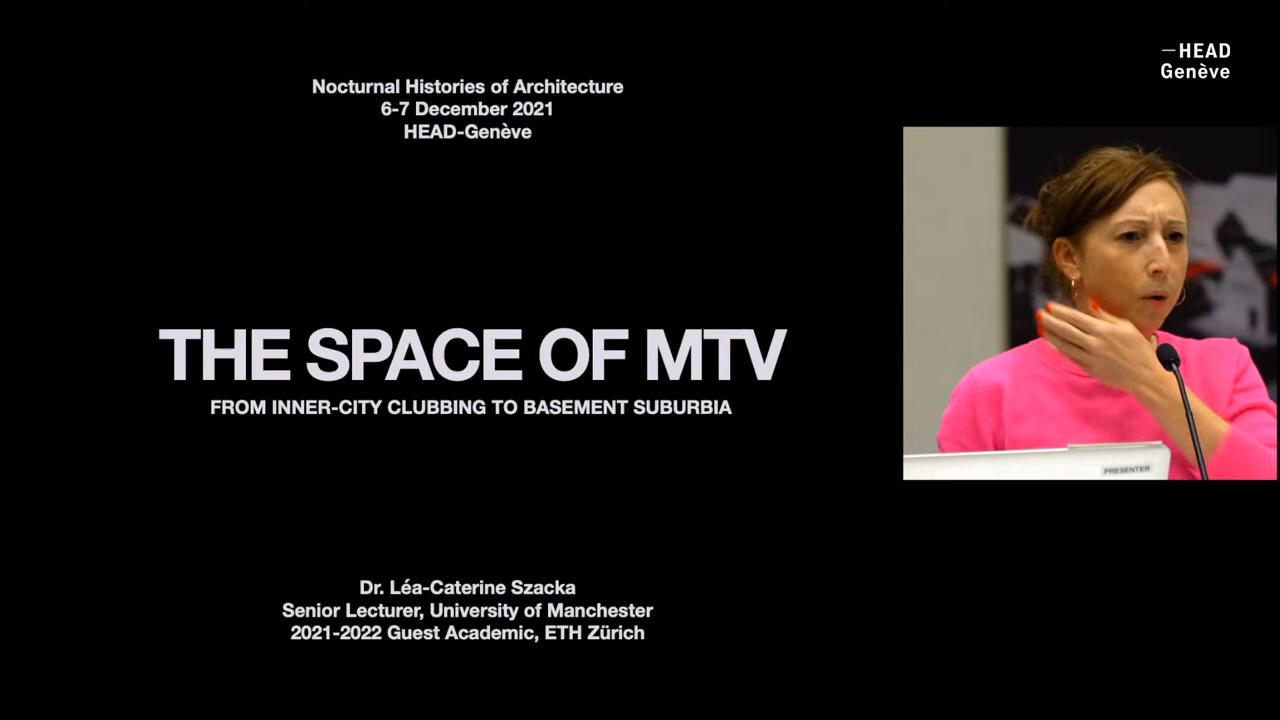 Nocturnal Histories of Architecture
6-7 December 2021
HEAD-Genève
—HEAD
Genève
THE SPACE OF MTV
FROM INNER-CITY CLUBBING TO BASEMENT SUBURBIA
PRESENTER
Dr. Léa-Caterine Szacka
Senior Lecturer, University of Manchester
2021-2022 Guest Academic, ETH Zürich